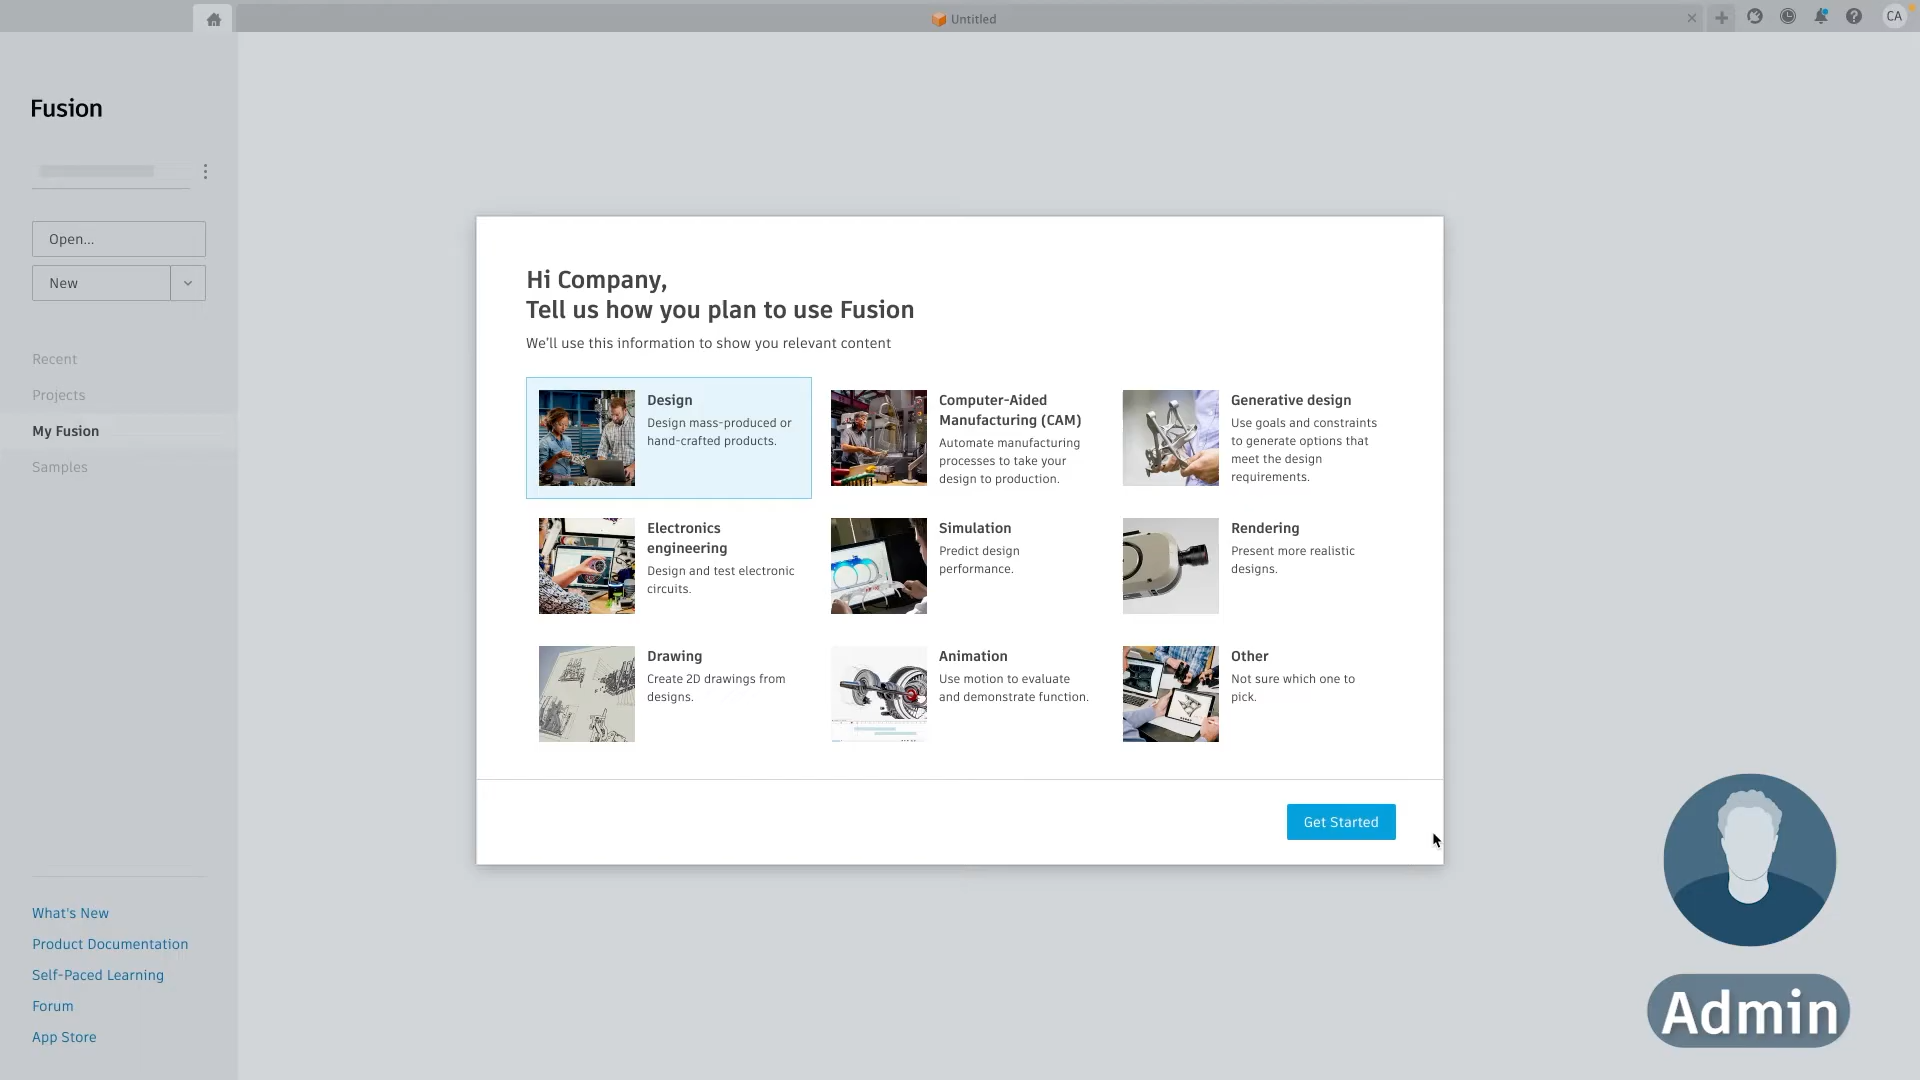 Untitled
CA
Fusion
Open...
New
Recent
Projects
My Fusion
Samples
What's New
Product Documentation
Self-Paced Learning
Forum
App Store
Hi Company,
Tell us how you plan to use Fusion
We'll use this information to show you relevant content
Design
Design mass-produced or
hand-crafted products.
Computer-Aided
Manufacturing (CAM)
Automate manufacturing
processes to take your
design to production.
Generative design
Use goals and constraints
to generate options that
meet the design
requirements.
Electronics
engineering
Design and test electronic
circuits.
Simulation
Predict design
performance.
Rendering
Present more realistic
designs.
Drawing
Create 2D drawings from
designs.
Animation
Use motion to evaluate
and demonstrate function.
Other
Not sure which one to
pick.
Get Started
Admin